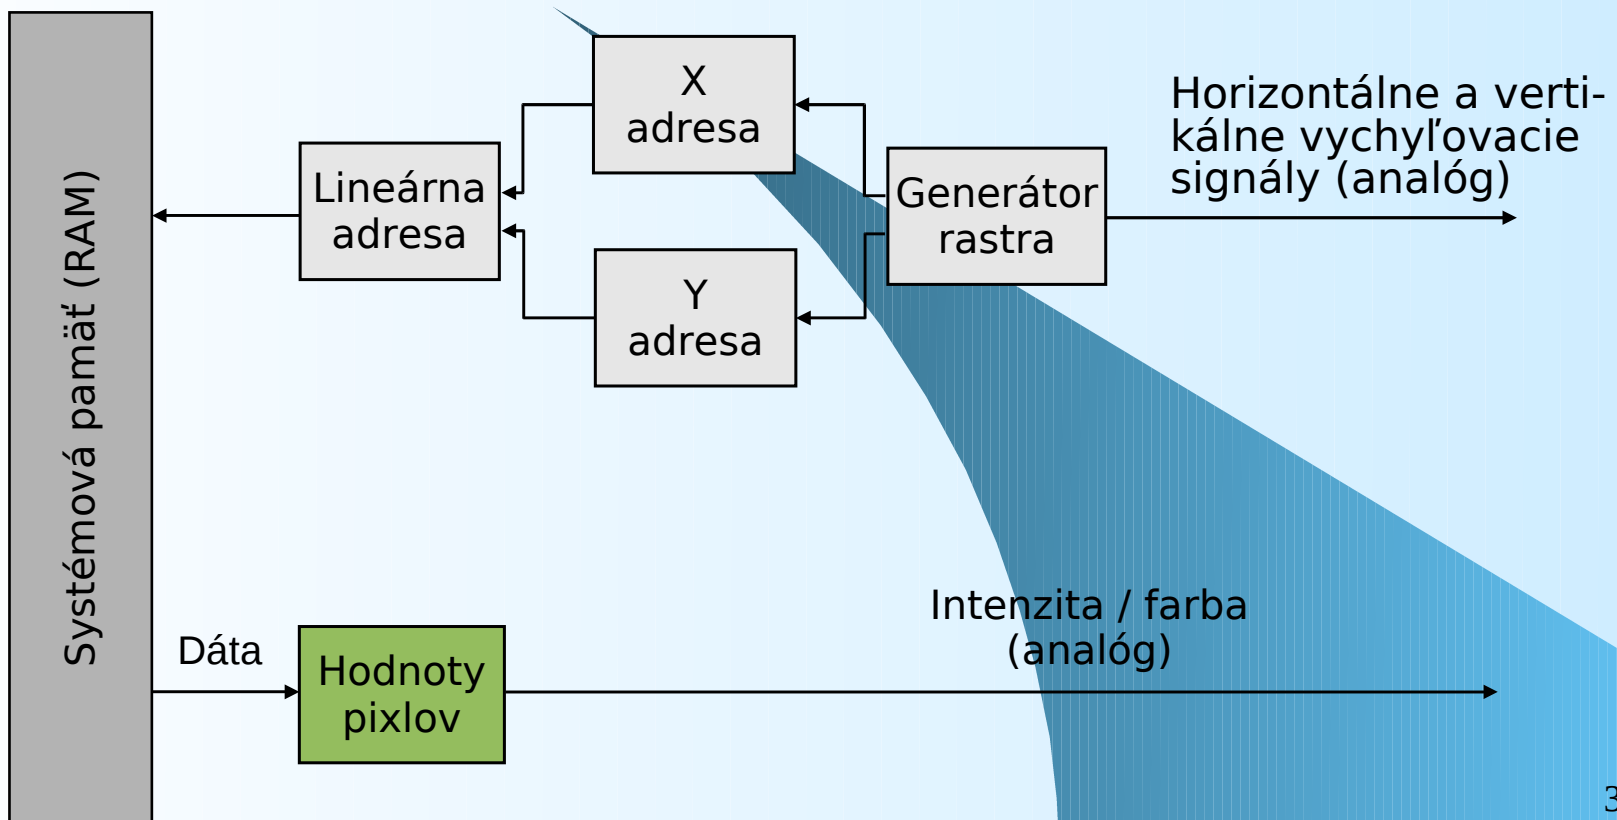 Systémová pamäť (RAM)
X
adresa
Horizontálne a verti-
kálne vychyľovacie
signály (analóg)
Lineárna
adresa
Generátor
rastra
Y
adresa
Intenzita / farba
(analóg)
Dáta
Hodnoty
pixlov
3